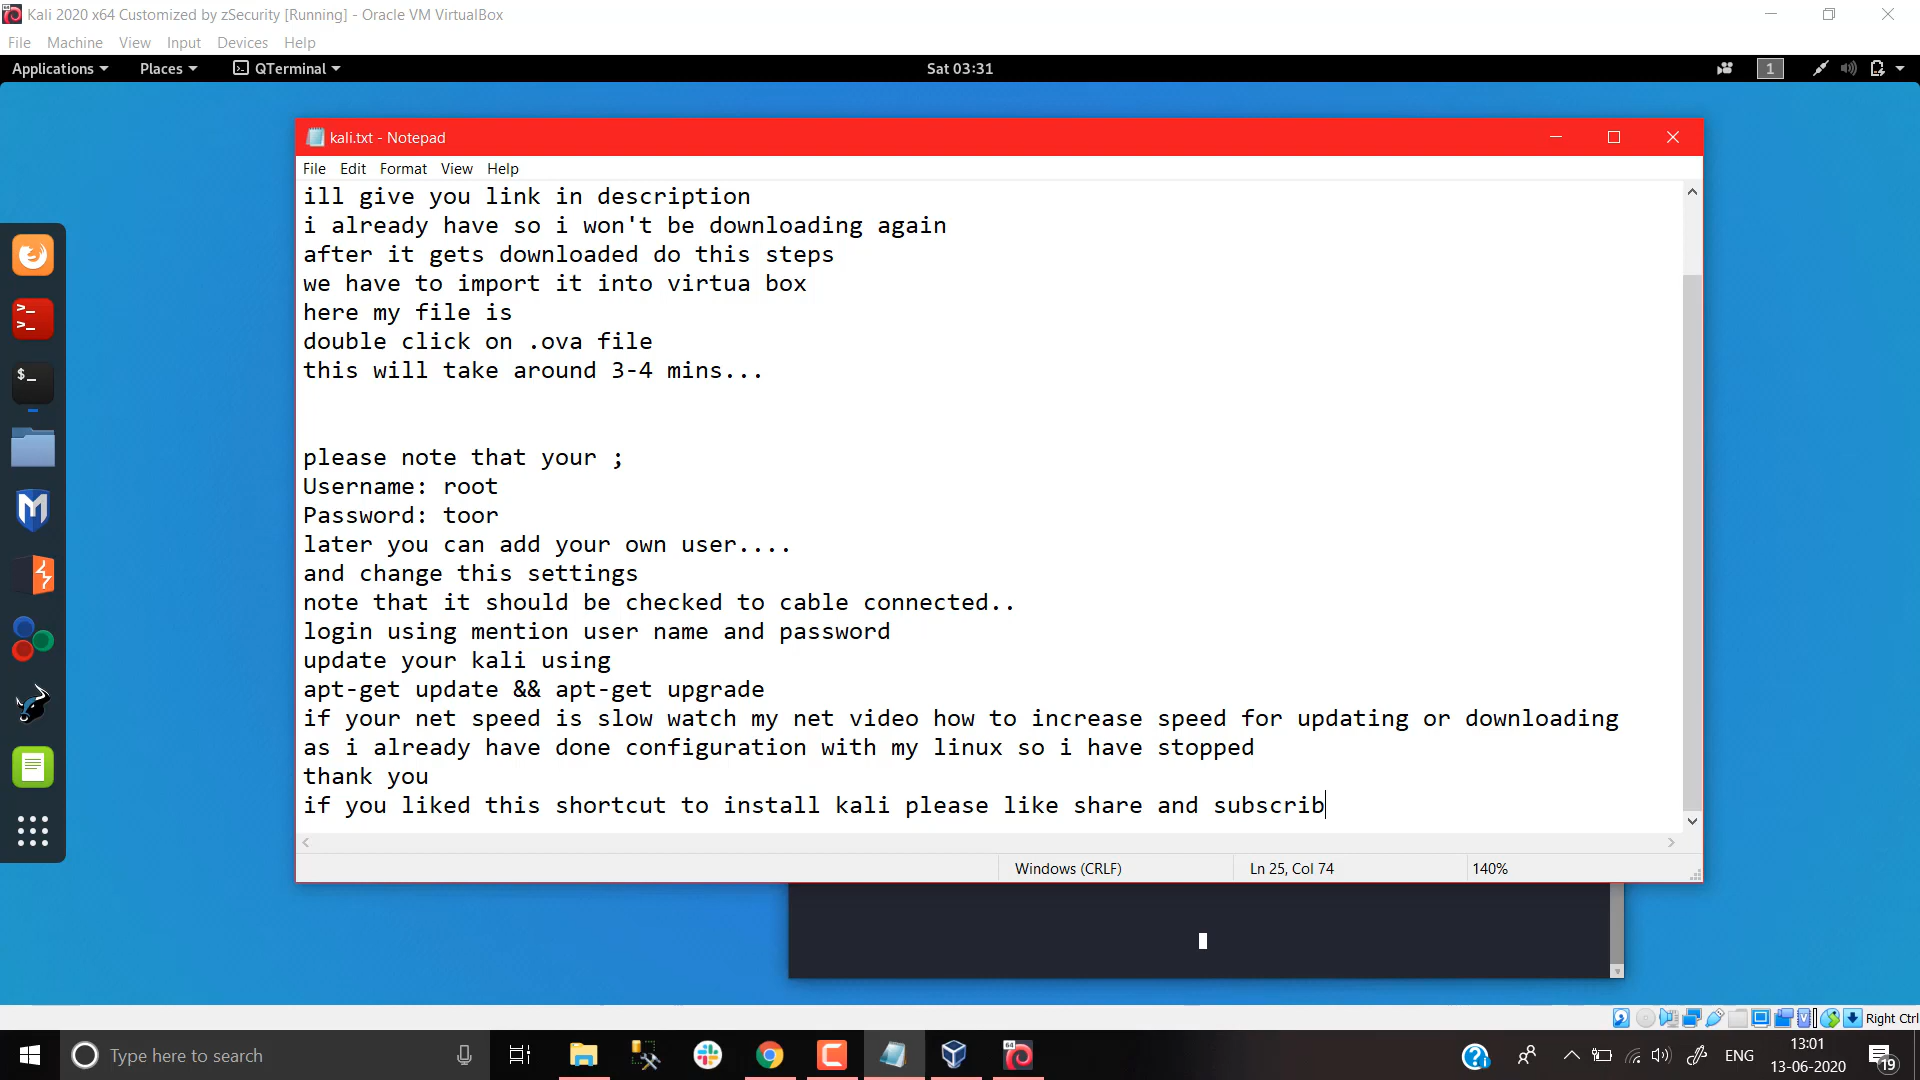 Kali 2020 x64 Customized by zSecurity [Running] - Oracle VM VirtualBox
File Machine View Input Devices Help
Applications Places QTerminal Sat 03:31 1
kali.txt - Notepad
File Edit Format View Help
ill give you link in description
i already have so i won't be downloading again
after it gets downloaded do this steps
we have to import it into virtua box
here my file is
double click on .ova file
this will take around 3-4 mins...
please note that your ;
Username: root
Password: toor
later you can add your own user....
and change this settings
note that it should be checked to cable connected..
login using mention user name and password
update your kali using
apt-get update && apt-get upgrade
if your net speed is slow watch my net video how to increase speed for updating or downloading
as i already have done configuration with my linux so i have stopped
thank you
if you liked this shortcut to install kali please like share and subscrib
Windows (CRLF) Ln 25, Col 74 140%
Right Ctrl
Type here to search
ENG
13:01
13-06-2020
19